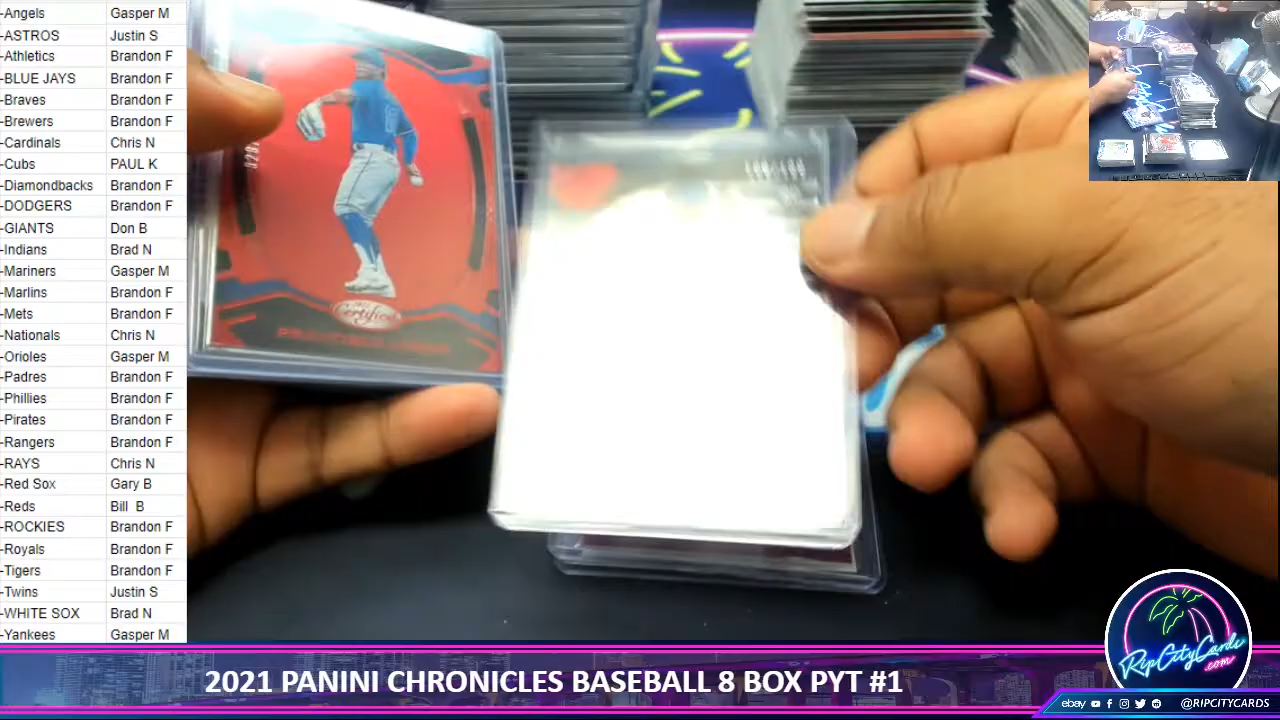 -Angels Gasper M
-ASTROS Justin S
-Athletics Brandon F
-BLUE JAYS Brandon F
-Braves Brandon F
-Brewers Brandon F
-Cardinals Chris N
-Cubs PAUL K
-Diamondbacks Brandon F
-DODGERS Brandon F
-GIANTS Don B
-Indians Brad N
-Mariners Gasper M
-Marlins Brandon F
-Mets Brandon F
-Nationals Chris N
-Orioles Gasper M
-Padres Brandon F
-Phillies Brandon F
-Pirates Brandon F
-Rangers Brandon F
-RAYS Chris N
-Red Sox Gary B
-Reds Bill B
-ROCKIES Brandon F
-Royals Brandon F
-Tigers Brandon F
-Twins Justin S
-WHITE SOX Brad N
-Yankees Gasper M
Certified
RipCityCards
.com
2021 PANINI CHRONICLES BASEBALL 8 BOX PYT #1
ebay @RIPCITYCARDS